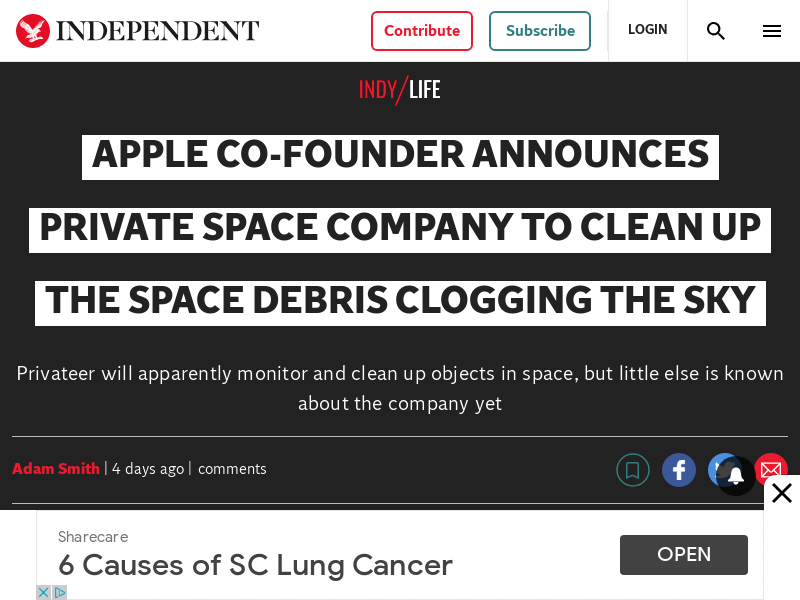 INDEPENDENT
Contribute
Subscribe
LOGIN
INDY/LIFE
APPLE CO-FOUNDER ANNOUNCES
PRIVATE SPACE COMPANY TO CLEAN UP
THE SPACE DEBRIS CLOGGING THE SKY
Privateer will apparently monitor and clean up objects in space, but little else is known
about the company yet
Adam Smith | 4 days ago | comments
Sharecare
6 Causes of SC Lung Cancer
OPEN